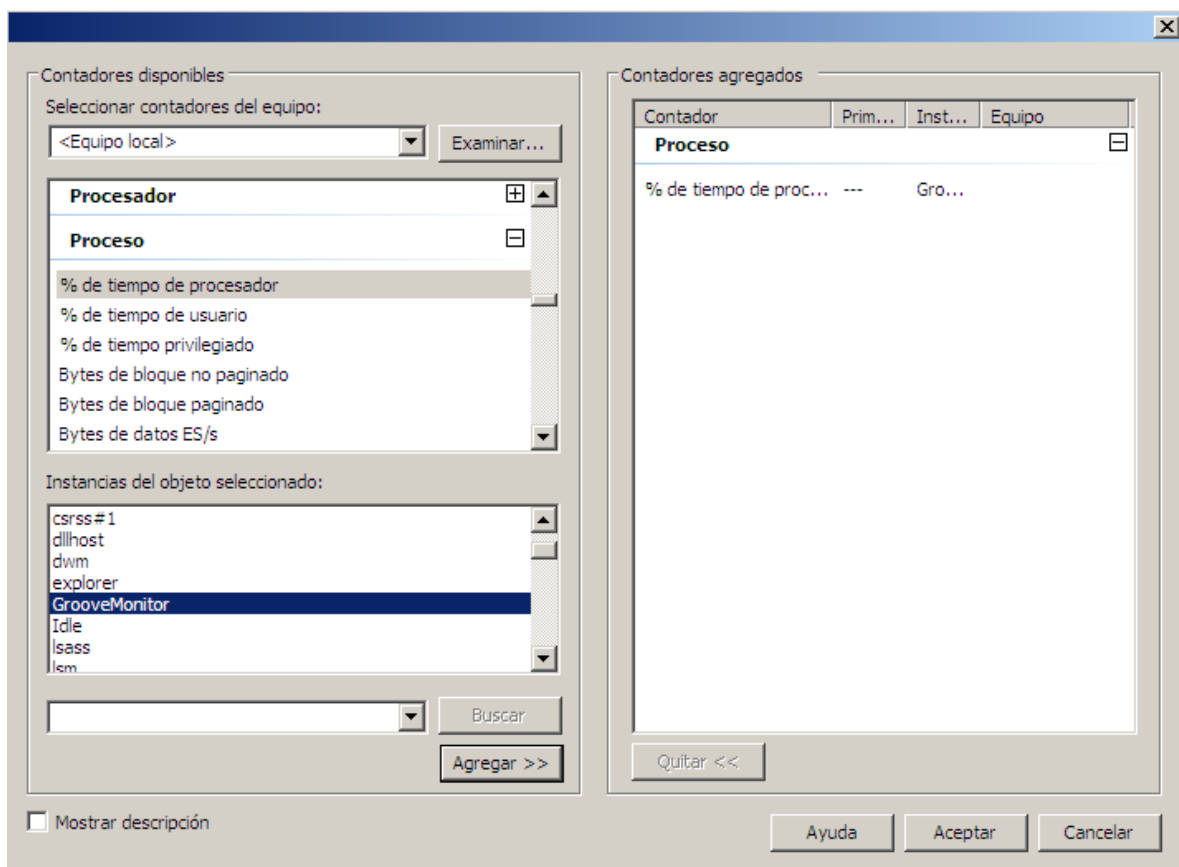 Contadores disponibles
Seleccionar contadores del equipo:
<Equipo local>
Examinar...
Procesador
Proceso
% de tiempo de procesador
% de tiempo de usuario
% de tiempo privilegiado
Bytes de bloque no paginado
Bytes de bloque paginado
Bytes de datos ES/s
Instancias del objeto seleccionado:
csrss#1
dllhost
dwm
explorer
GrooveMonitor
Idle
lsass
lsm
Buscar
Agregar >>
Mostrar descripción
Contadores agregados
Contador Prim... Inst... Equipo
Proceso
% de tiempo de proc... --- Gro...
Quitar <<
Ayuda Aceptar Cancelar